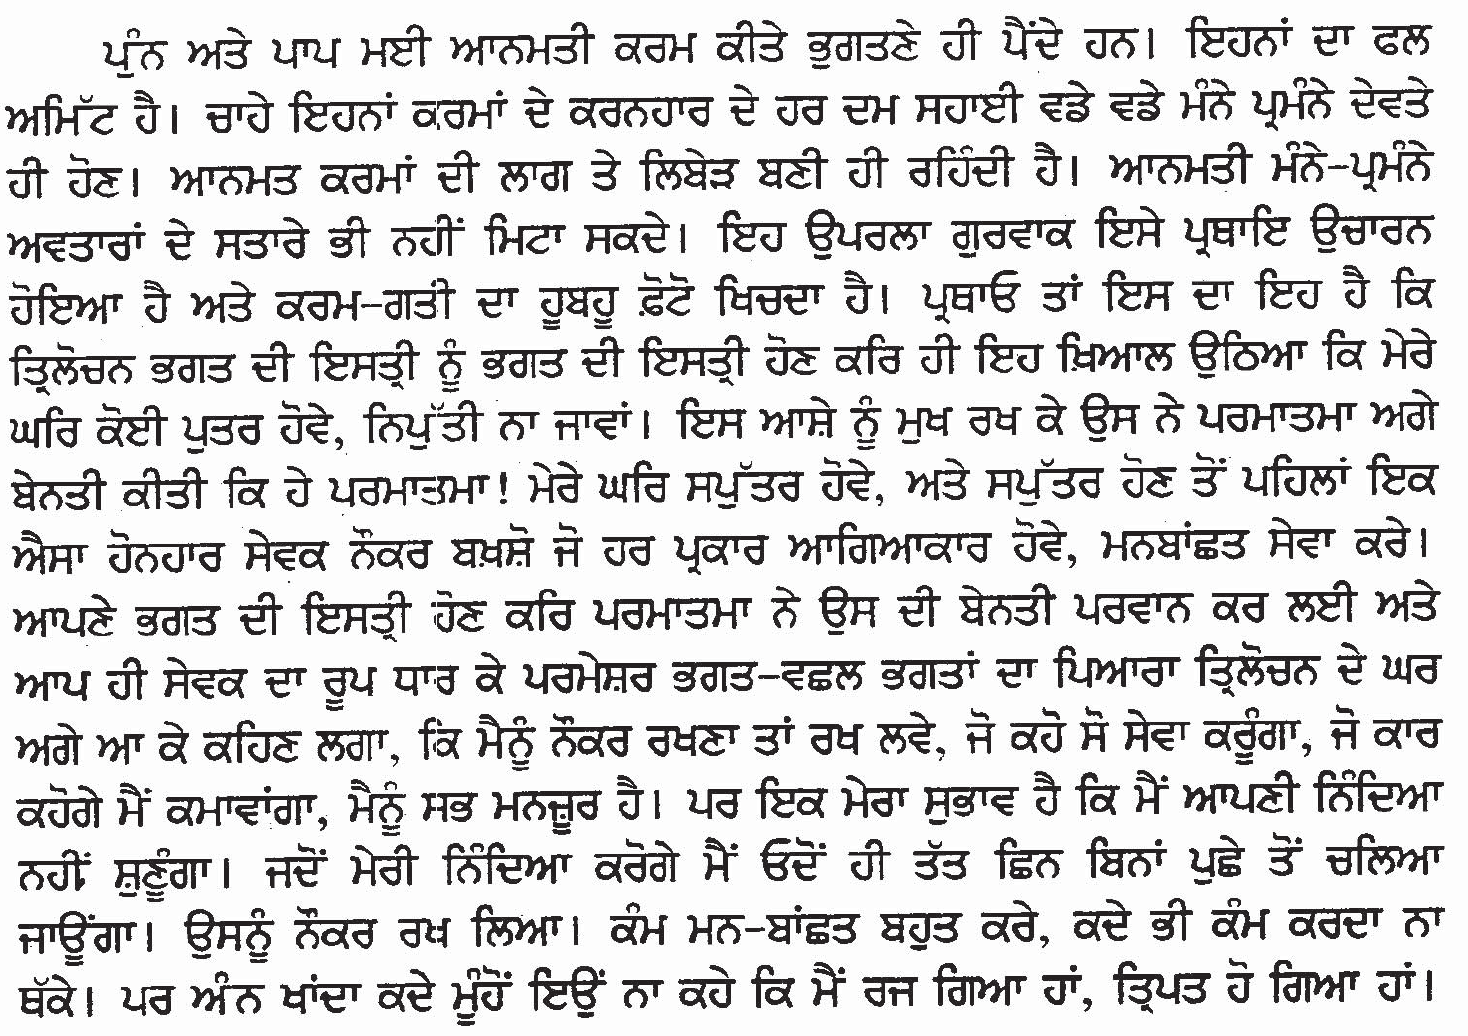 ਪੁੰਨ ਅਤੇ ਪਾਪ ਮਈ ਆਨਮਤੀ ਕਰਮ ਕੀਤੇ ਭੁਗਤਣੇ ਹੀ ਪੈਂਦੇ ਹਨ। ਇਹਨਾਂ ਦਾ ਫਲ
ਅਮਿੱਟ ਹੈ। ਚਾਹੇ ਇਹਨਾਂ ਕਰਮਾਂ ਦੇ ਕਰਨਹਾਰ ਦੇ ਹਰ ਦਮ ਸਹਾਈ ਵਡੇ ਵਡੇ ਮੰਨੇ ਪ੍ਰਮੰਨੇ ਦੇਵਤੇ
ਹੀ ਹੋਣ। ਆਨਮਤ ਕਰਮਾਂ ਦੀ ਲਾਗ ਤੇ ਲਿਬੇੜ ਬਣੀ ਹੀ ਰਹਿੰਦੀ ਹੈ। ਆਨਮਤੀ ਮੰਨੇ-ਪ੍ਰਮੰਨੇ
ਅਵਤਾਰਾਂ ਦੇ ਸਤਾਰੇ ਭੀ ਨਹੀਂ ਮਿਟਾ ਸਕਦੇ। ਇਹ ਉਪਰਲਾ ਗੁਰਵਾਕ ਇਸੇ ਪ੍ਰਥਾਇ ਉਚਾਰਨ
ਹੋਇਆ ਹੈ ਅਤੇ ਕਰਮ-ਗਤੀ ਦਾ ਹੂਬਹੂ ਫ਼ੋਟੋ ਖਿਚਦਾ ਹੈ। ਪ੍ਰਥਾਓ ਤਾਂ ਇਸ ਦਾ ਇਹ ਹੈ ਕਿ
ਤ੍ਰਿਲੋਚਨ ਭਗਤ ਦੀ ਇਸਤ੍ਰੀ ਨੂੰ ਭਗਤ ਦੀ ਇਸਤ੍ਰੀ ਹੋਣ ਕਰਿ ਹੀ ਇਹ ਖ਼ਿਆਲ ਉਠਿਆ ਕਿ ਮੇਰੇ
ਘਰਿ ਕੋਈ ਪੁਤਰ ਹੋਵੇ, ਨਿਪੁੱਤੀ ਨਾ ਜਾਵਾਂ। ਇਸ ਆਸ਼ੇ ਨੂੰ ਮੁਖ ਰਖ ਕੇ ਉਸ ਨੇ ਪਰਮਾਤਮਾ ਅਗੇ
ਬੇਨਤੀ ਕੀਤੀ ਕਿ ਹੇ ਪਰਮਾਤਮਾ! ਮੇਰੇ ਘਰਿ ਸਪੁੱਤਰ ਹੋਵੇ, ਅਤੇ ਸਪੁੱਤਰ ਹੋਣ ਤੋਂ ਪਹਿਲਾਂ ਇਕ
ਐਸਾ ਹੋਨਹਾਰ ਸੇਵਕ ਨੌਕਰ ਬਖ਼ਸ਼ੋ ਜੋ ਹਰ ਪ੍ਰਕਾਰ ਆਗਿਆਕਾਰ ਹੋਵੇ, ਮਨਬਾਂਛਤ ਸੇਵਾ ਕਰੇ।
ਆਪਣੇ ਭਗਤ ਦੀ ਇਸਤ੍ਰੀ ਹੋਣ ਕਰਿ ਪਰਮਾਤਮਾ ਨੇ ਉਸ ਦੀ ਬੇਨਤੀ ਪਰਵਾਨ ਕਰ ਲਈ ਅਤੇ
ਆਪ ਹੀ ਸੇਵਕ ਦਾ ਰੂਪ ਧਾਰ ਕੇ ਪਰਮੇਸ਼ਰ ਭਗਤ-ਵਛਲ ਭਗਤਾਂ ਦਾ ਪਿਆਰਾ ਤ੍ਰਿਲੋਚਨ ਦੇ ਘਰ
ਅਗੇ ਆ ਕੇ ਕਹਿਣ ਲਗਾ, ਕਿ ਮੈਨੂੰ ਨੌਕਰ ਰਖਣਾ ਤਾਂ ਰਖ ਲਵੇ, ਜੋ ਕਹੋ ਸੋ ਸੇਵਾ ਕਰੂੰਗਾ, ਜੋ ਕਾਰ
ਕਹੋਗੇ ਮੈਂ ਕਮਾਵਾਂਗਾ, ਮੈਨੂੰ ਸਭ ਮਨਜ਼ੂਰ ਹੈ। ਪਰ ਇਕ ਮੇਰਾ ਸੁਭਾਵ ਹੈ ਕਿ ਮੈਂ ਆਪਣੀ ਨਿੰਦਿਆ
ਨਹੀਂ ਸ਼ੁਣੂੰਗਾ। ਜਦੋਂ ਮੇਰੀ ਨਿੰਦਿਆ ਕਰੋਗੇ ਮੈਂ ਓਦੋਂ ਹੀ ਤੱਤ ਛਿਨ ਬਿਨਾਂ ਪੁਛੇ ਤੋਂ ਚਲਿਆ
ਜਾਊਂਗਾ। ਉਸਨੂੰ ਨੌਕਰ ਰਖ ਲਿਆ। ਕੰਮ ਮਨ-ਬਾਂਛਤ ਬਹੁਤ ਕਰੇ, ਕਦੇ ਭੀ ਕੰਮ ਕਰਦਾ ਨਾ
ਥੱਕੇ। ਪਰ ਅੰਨ ਖਾਂਦਾ ਕਦੇ ਮੂੰਹੋਂ ਇਉਂ ਨਾ ਕਹੇ ਕਿ ਮੈਂ ਰਜ ਗਿਆ ਹਾਂ, ਤ੍ਰਿਪਤ ਹੋ ਗਿਆ ਹਾਂ।